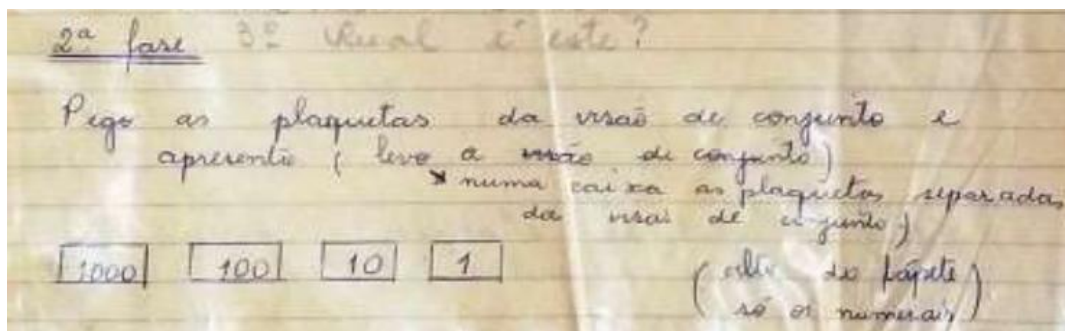 2ª fase 3º Qual é este?
Pego as plaquetas da visão de conjunto e
apresento ( levo a visão de conjunto)
numa caixa as plaquetas separadas
da visão de conjunto)
1000 100 10 1
do tapete
só os numerais)